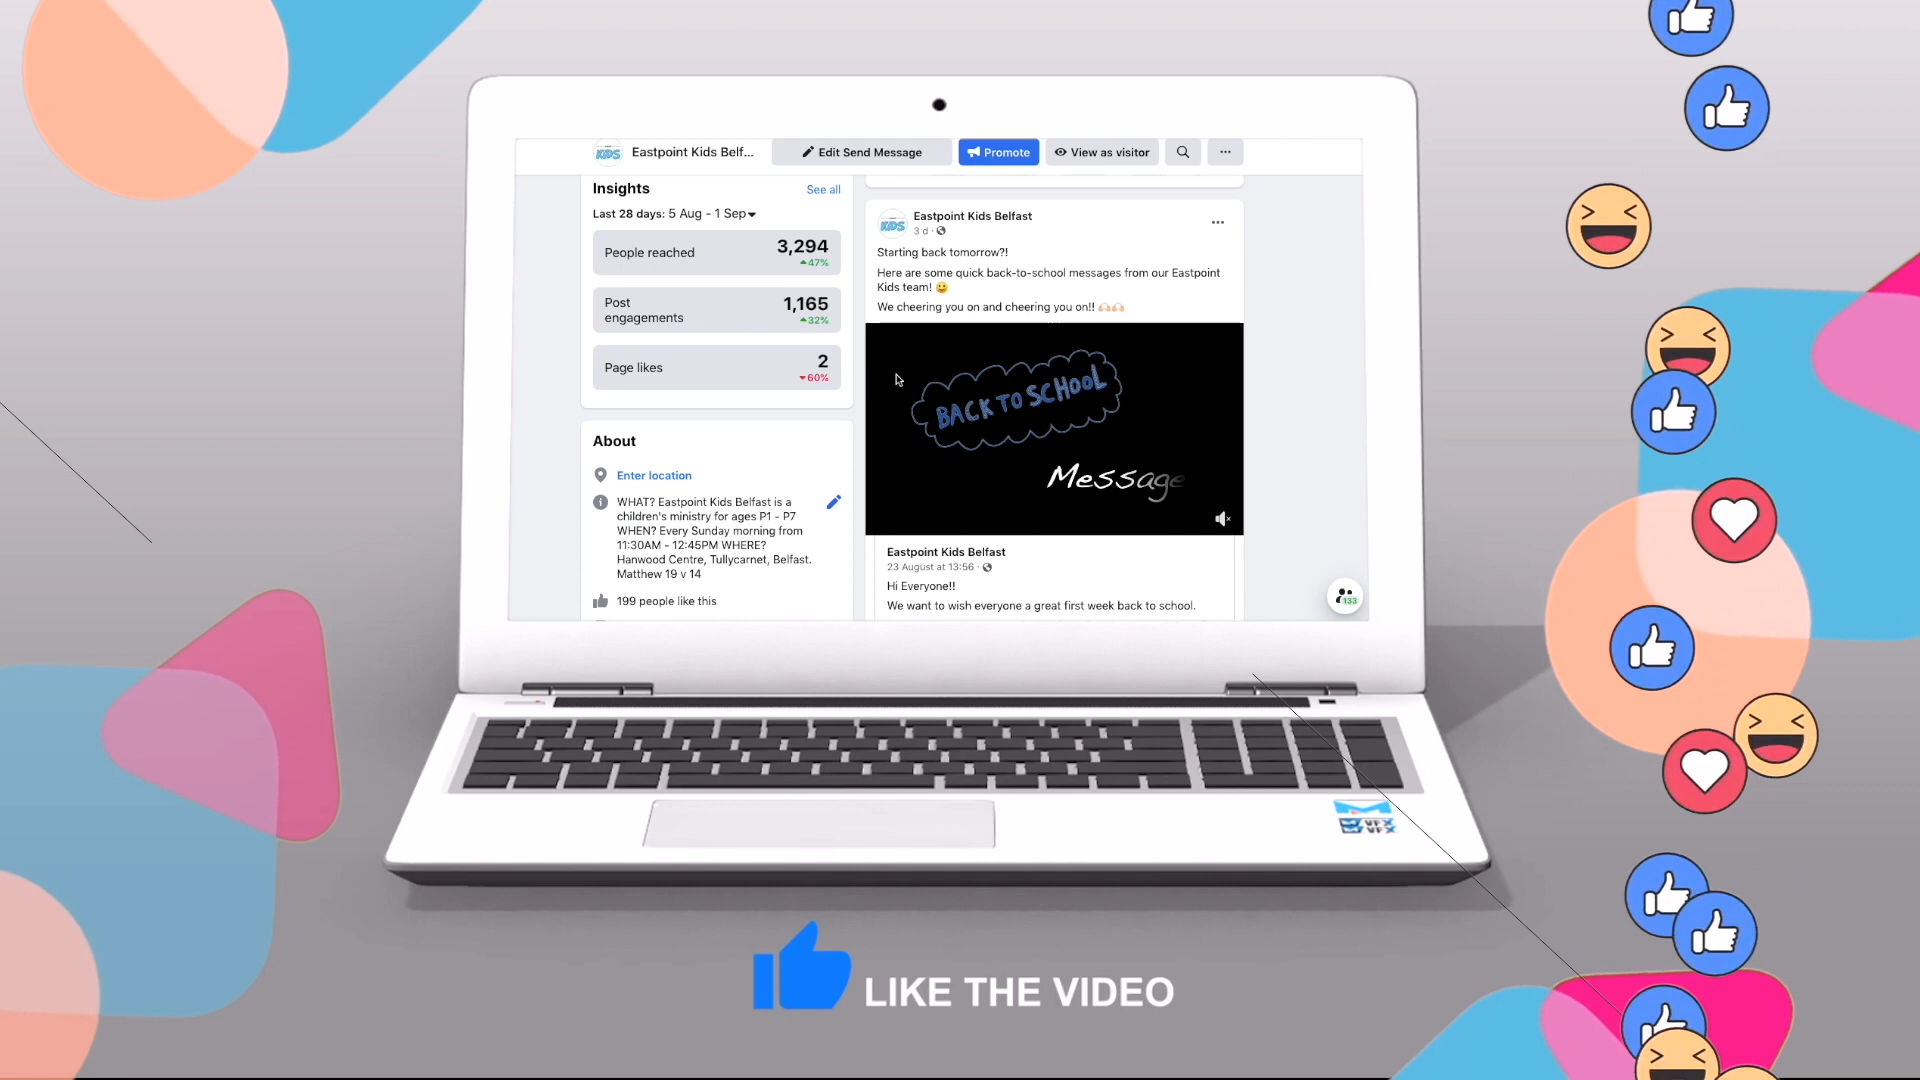 KIDS
Eastpoint Kids Belf...
Edit Send Message
Promote
View as visitor
Insights
See all
Last 28 days: 5 Aug - 1 Sep
People reached
3,294
47%
Post
engagements
1,165
32%
Page likes
2
60%
About
Enter location
WHAT? Eastpoint Kids Belfast is a
children's ministry for ages P1 - P7
WHEN? Every Sunday morning from
11:30AM - 12:45PM WHERE?
Hanwood Centre, Tullycarnet, Belfast.
Matthew 19 v 14
199 people like this
KIDS
Eastpoint Kids Belfast
3 d
Starting back tomorrow?!
Here are some quick back-to-school messages from our Eastpoint
Kids team! 😀
We cheering you on and cheering you on!! 🙌🏻🙌🏻
BACK TO SCHOOL
Message
Eastpoint Kids Belfast
23 August at 13:56
Hi Everyone!!
We want to wish everyone a great first week back to school.
133
VFX
VFX
LIKE THE VIDEO